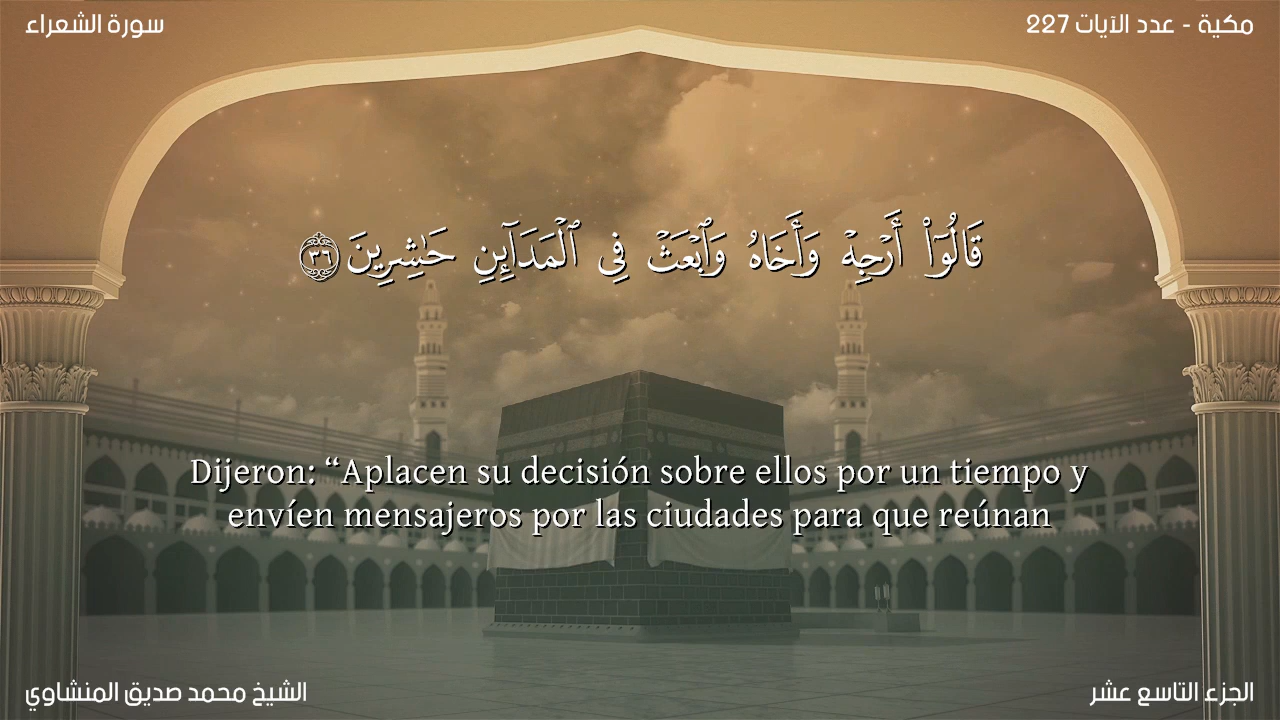 سورة الشعراء
مكية - عدد الآيات 227
قَالُوٓا۟ أَرْجِهْ وَأَخَاهُ وَٱبْعَثْ فِى ٱلْمَدَآئِنِ حَـٰشِرِينَ ٣٦
Dijeron: “Aplacen su decisión sobre ellos por un tiempo y
envíen mensajeros por las ciudades para que reúnan
الشيخ محمد صديق المنشاوي
الجزء التاسع عشر